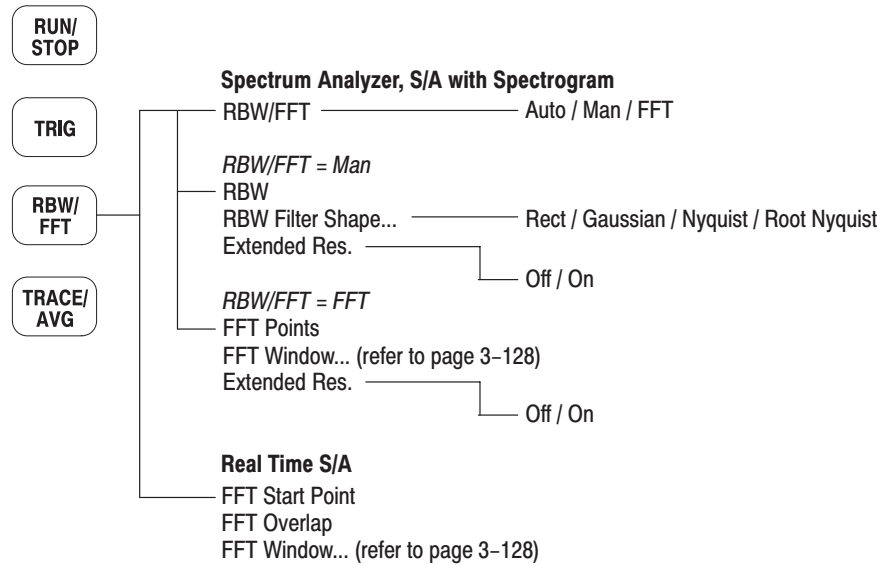 RUN/
STOP
TRIG
RBW/
FFT
TRACE/
AVG
Spectrum Analyzer, S/A with Spectrogram
RBW/FFT Auto / Man / FFT
RBW/FFT = Man
RBW
RBW Filter Shape... Rect / Gaussian / Nyquist / Root Nyquist
Extended Res.
Off / On
RBW/FFT = FFT
FFT Points
FFT Window... (refer to page 3–128)
Extended Res.
Off / On
Real Time S/A
FFT Start Point
FFT Overlap
FFT Window... (refer to page 3–128)